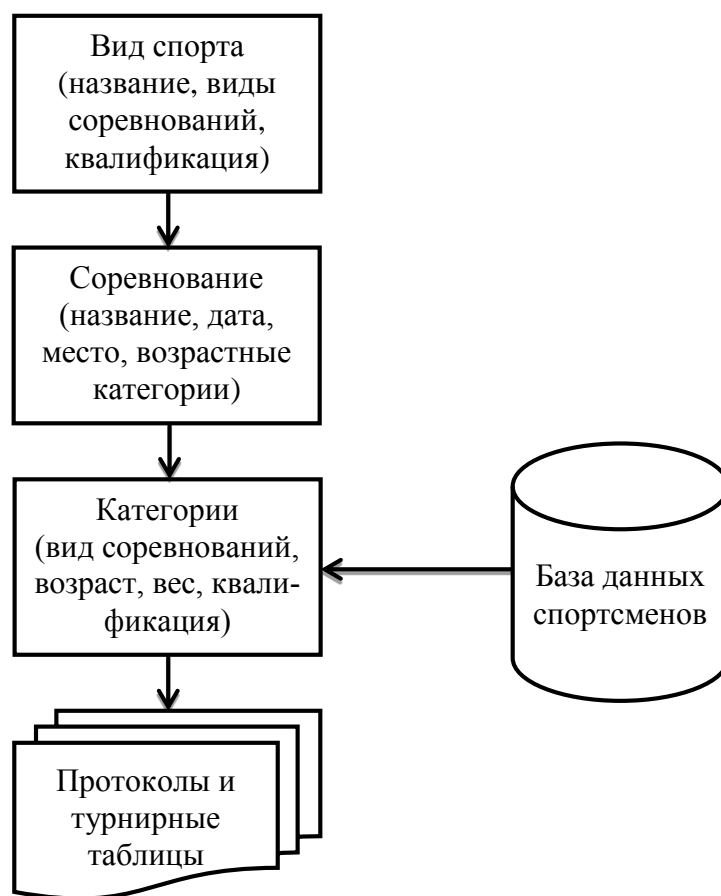 Вид спорта
(название, виды
соревнований,
квалификация)
Соревнование
(название, дата,
место, возрастные
категории)
Категории
(вид соревнований,
возраст, вес, квали-
фикация)
База данных
спортсменов
Протоколы и
турнирные
таблицы